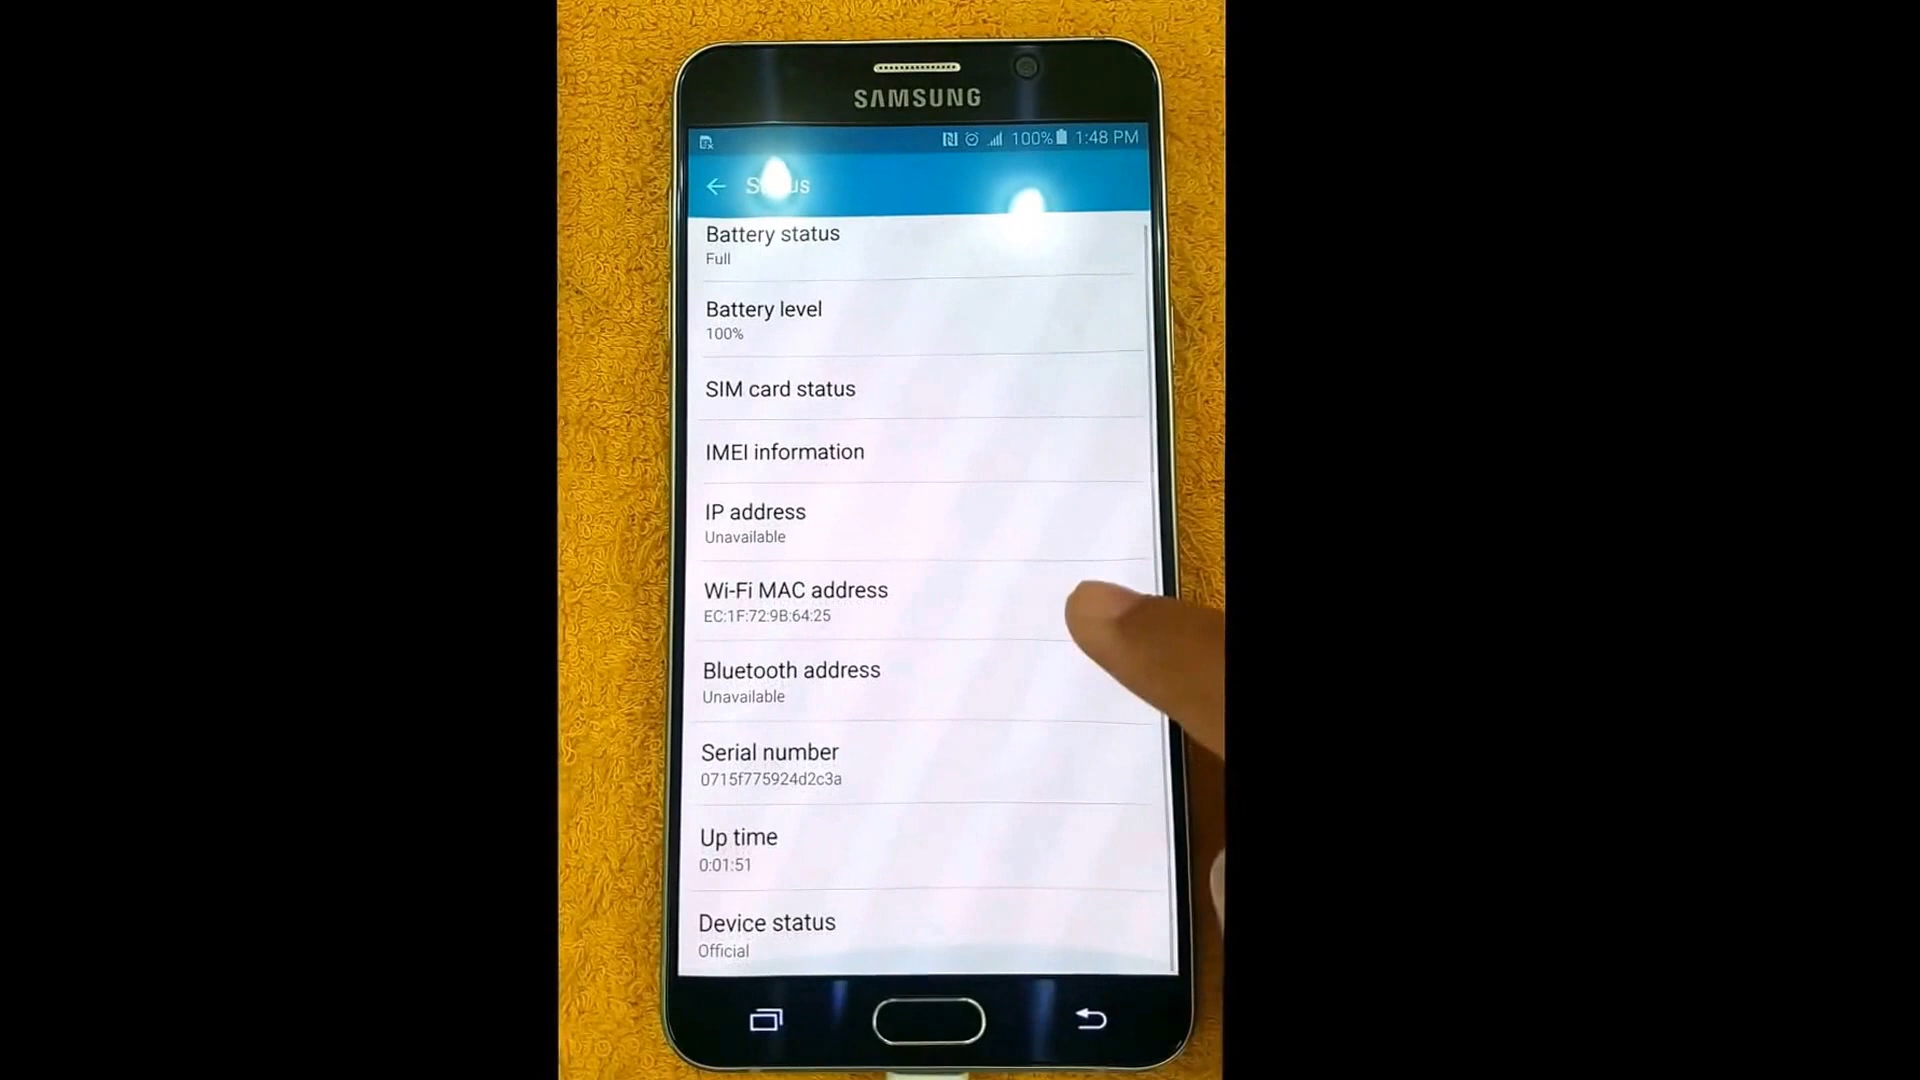 SAMSUNG
100% 1:48 PM
Status
Battery status
Full
Battery level
100%
SIM card status
IMEI information
IP address
Unavailable
Wi-Fi MAC address
EC:1F:72:9B:64:25
Bluetooth address
Unavailable
Serial number
0715f775924d2c3a
Up time
0:01:51
Device status
Official